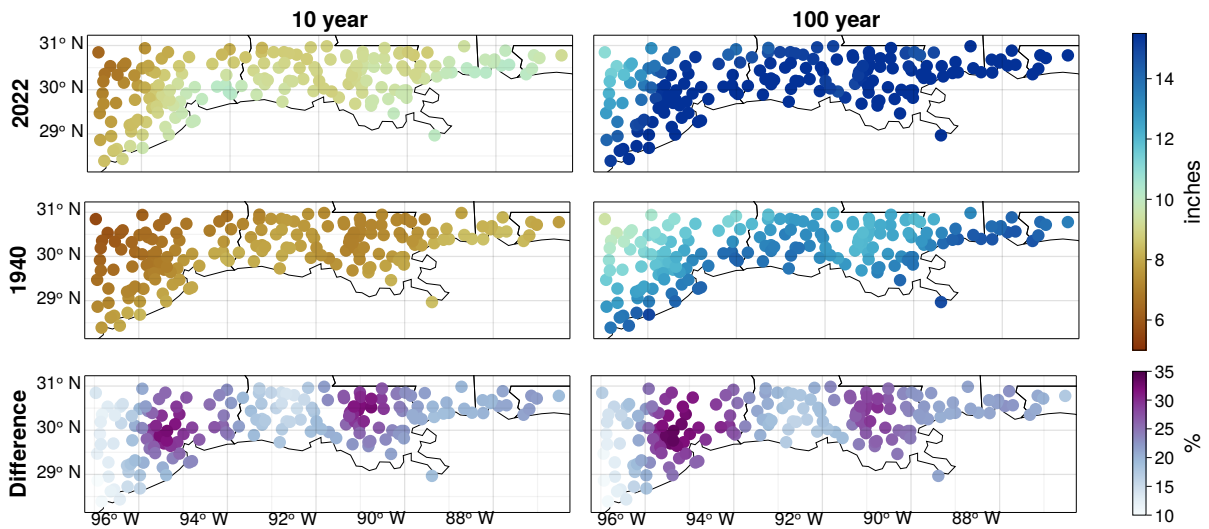 10 year 100 year
2022
31° N
30° N
29° N
1940
31° N
30° N
29° N
Difference
31° N
30° N
29° N
96° W 94° W 92° W 90° W 88° W
96° W 94° W 92° W 90° W 88° W
14
12
10
8
6
inches
35
30
25
20
15
10
%